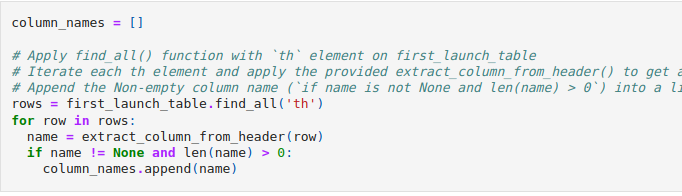 column_names = []
# Apply find_all() function with `th` element on first_launch_table
# Iterate each th element and apply the provided extract_column_from_header() to get a
# Append the Non-empty column name (`if name is not None and len(name) > 0`) into a li
rows = first_launch_table.find_all('th')
for row in rows:
  name = extract_column_from_header(row)
  if name != None and len(name) > 0:
    column_names.append(name)